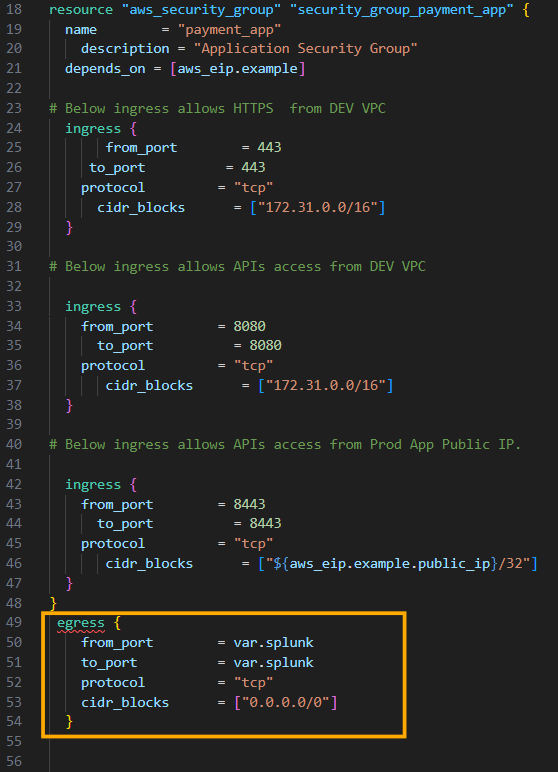 18 resource "aws_security_group" "security_group_payment_app" {
19   name        = "payment_app"
20     description = "Application Security Group"
21   depends_on = [aws_eip.example]
22
23 # Below ingress allows HTTPS  from DEV VPC
24   ingress {
25        from_port        = 443
26      to_port          = 443
27     protocol         = "tcp"
28       cidr_blocks      = ["172.31.0.0/16"]
29   }
30
31 # Below ingress allows APIs access from DEV VPC
32
33   ingress {
34     from_port        = 8080
35       to_port          = 8080
36     protocol         = "tcp"
37        cidr_blocks      = ["172.31.0.0/16"]
38   }
39
40 # Below ingress allows APIs access from Prod App Public IP.
41
42   ingress {
43     from_port        = 8443
44       to_port          = 8443
45     protocol         = "tcp"
46        cidr_blocks      = ["${aws_eip.example.public_ip}/32"]
47   }
48 }
49  egress {
50     from_port        = var.splunk
51     to_port          = var.splunk
52     protocol         = "tcp"
53     cidr_blocks      = ["0.0.0.0/0"]
54   }
55
56